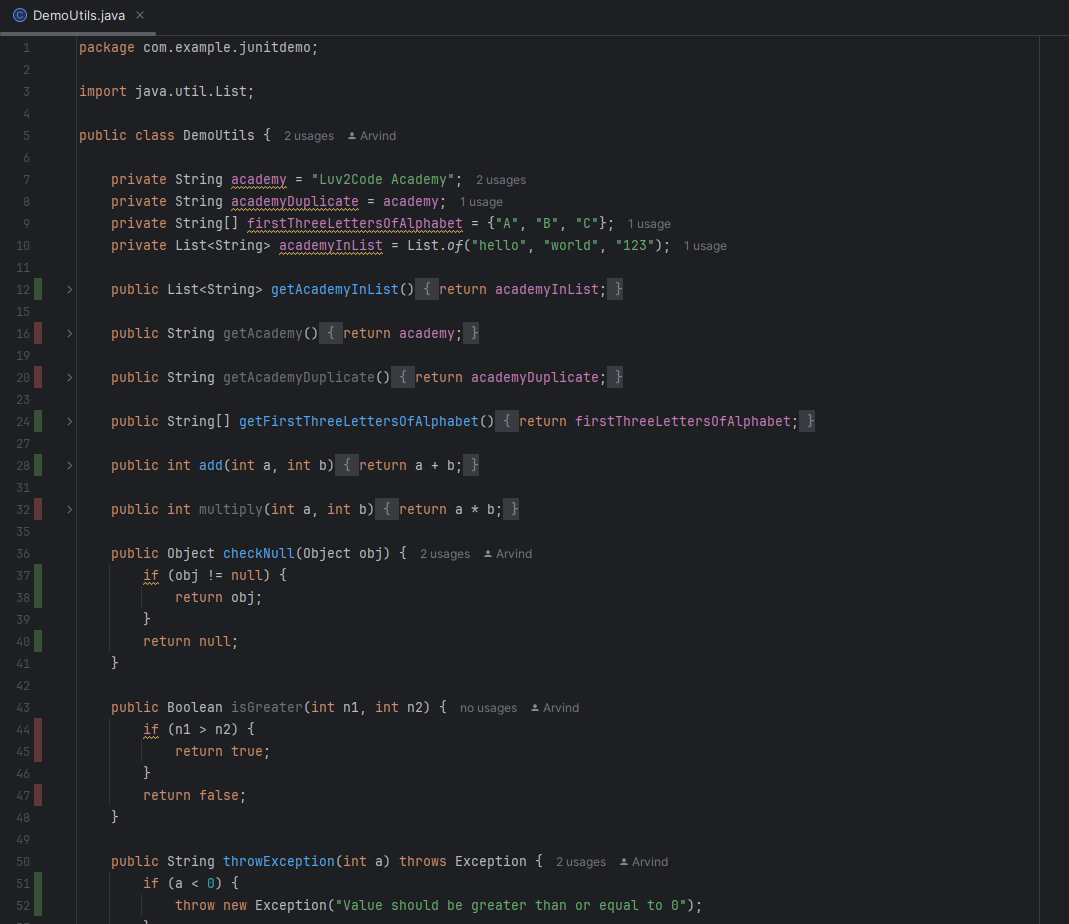 DemoUtils.java
1 package com.example.junitdemo;
2
3 import java.util.List;
4
5 public class DemoUtils { 2 usages Arvind
6
7 private String academy = "Luv2Code Academy"; 2 usages
8 private String academyDuplicate = academy; 1 usage
9 private String[] firstThreeLettersOfAlphabet = {"A", "B", "C"}; 1 usage
10 private List<String> academyInList = List.of("hello", "world", "123"); 1 usage
11
12 public List<String> getAcademyInList() { return academyInList; }
15
16 public String getAcademy() { return academy; }
19
20 public String getAcademyDuplicate() { return academyDuplicate; }
23
24 public String[] getFirstThreeLettersOfAlphabet() { return firstThreeLettersOfAlphabet; }
27
28 public int add(int a, int b) { return a + b; }
31
32 public int multiply(int a, int b) { return a * b; }
35
36 public Object checkNull(Object obj) { 2 usages Arvind
37 if (obj != null) {
38 return obj;
39 }
40 return null;
41 }
42
43 public Boolean isGreater(int n1, int n2) { no usages Arvind
44 if (n1 > n2) {
45 return true;
46 }
47 return false;
48 }
49
50 public String throwException(int a) throws Exception { 2 usages Arvind
51 if (a < 0) {
52 throw new Exception("Value should be greater than or equal to 0");